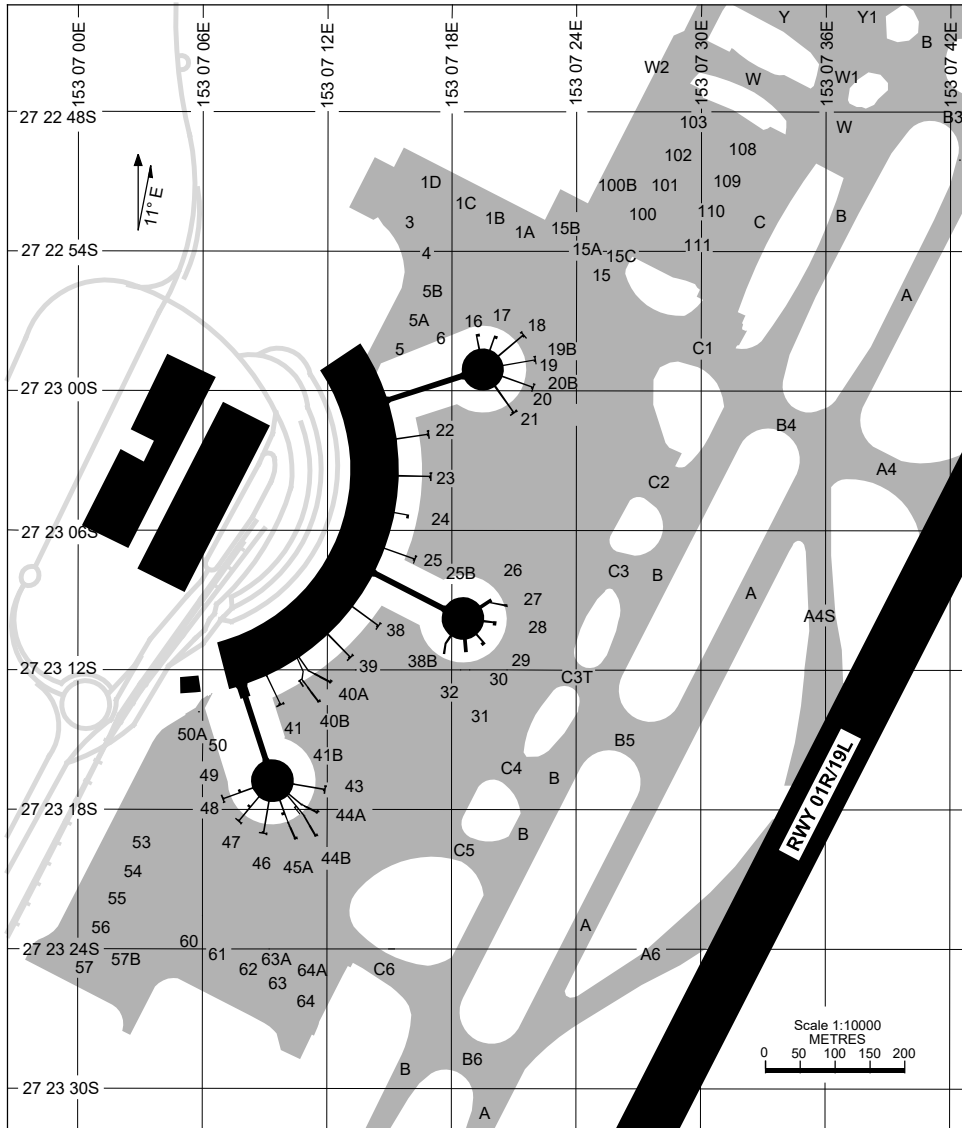 153 07 00E
153 07 06E
153 07 12E
153 07 18E
153 07 24E
153 07 30E
153 07 36E
153 07 42E
Y
Y1
B
W2
W
W1
27 22 48S
103
W
B3
102
108
1D
100B
101
109
1C
3
1B
100
110
B
1A
15B
C
11° E
27 22 54S
4
15A
15C
111
15
5B
A
5A
16
17
18
6
5
19B
C1
19
20B
27 23 00S
20
21
B4
22
A4
23
C2
24
27 23 06S
25
25B
26
C3
B
27
A
28
A4S
38
39
38B
29
27 23 12S
30
C3T
40A
32
31
40B
41
50A
50
41B
B5
49
43
C4
B
48
44A
27 23 18S
RWY 01R/19L
47
B
53
46
45A
44B
C5
54
55
56
A
60
27 23 24S
61
A6
57
57B
62
63A
64A
C6
63
64
Scale 1:10000
METRES
0 50 100 150 200
B6
B
27 23 30S
A